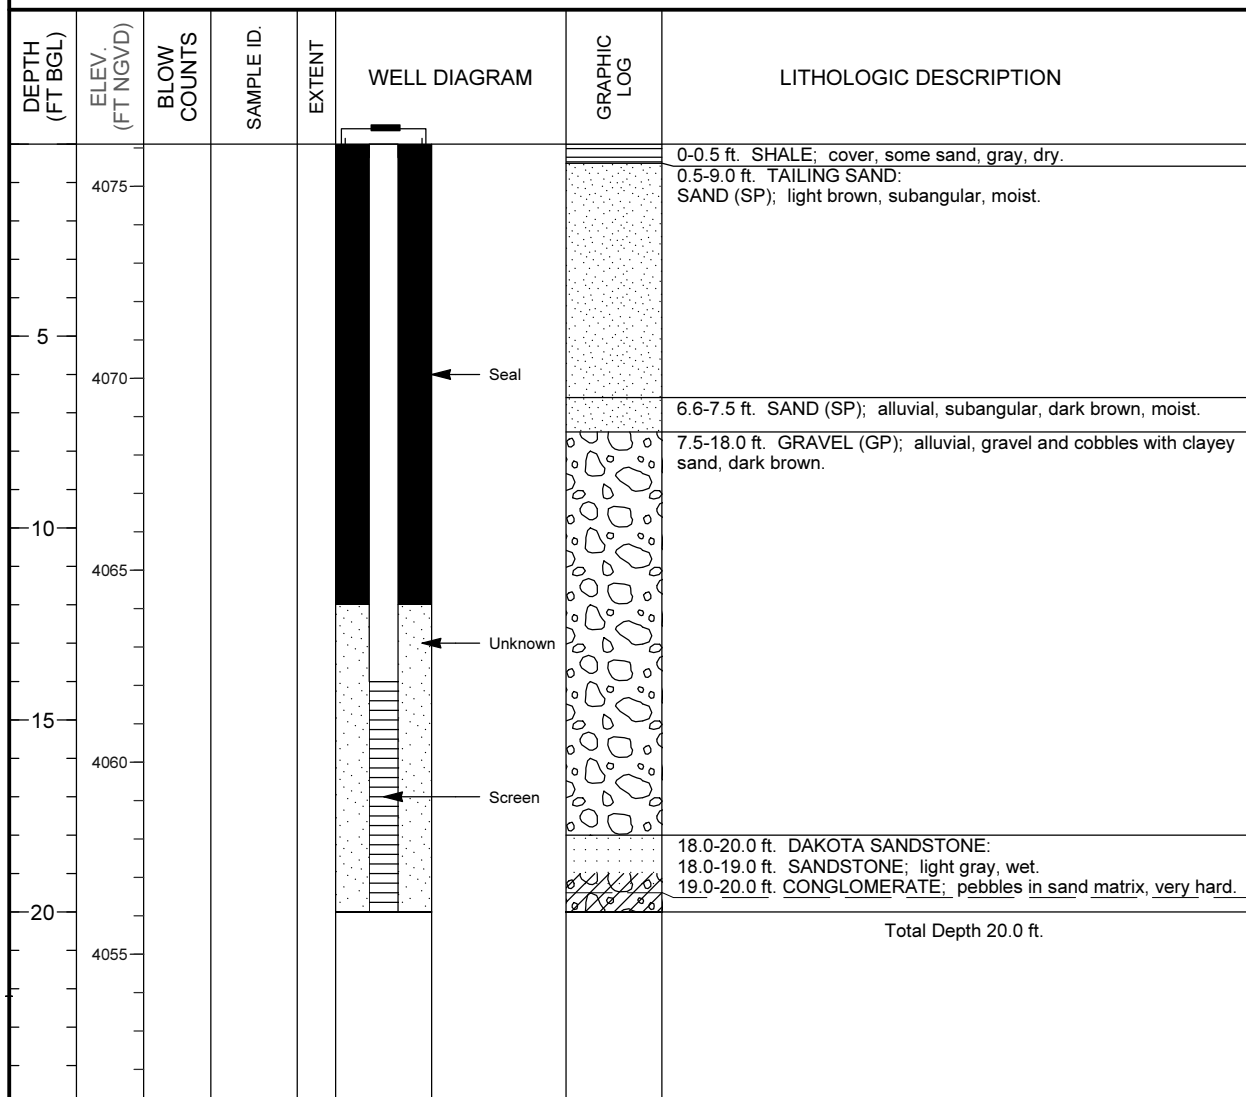 DEPTH
(FT BGL)
ELEV.
(FT NGVD)
BLOW
COUNTS
SAMPLE ID.
EXTENT
WELL DIAGRAM
GRAPHIC
LOG
LITHOLOGIC DESCRIPTION
0-0.5 ft. SHALE; cover, some sand, gray, dry.
4075
0.5-9.0 ft. TAILING SAND:
SAND (SP); light brown, subangular, moist.
5
4070
Seal
6.6-7.5 ft. SAND (SP); alluvial, subangular, dark brown, moist.
7.5-18.0 ft. GRAVEL (GP); alluvial, gravel and cobbles with clayey
sand, dark brown.
10
4065
Unknown
15
4060
Screen
18.0-20.0 ft. DAKOTA SANDSTONE:
18.0-19.0 ft. SANDSTONE; light gray, wet.
19.0-20.0 ft. CONGLOMERATE; pebbles in sand matrix, very hard.
20
Total Depth 20.0 ft.
4055